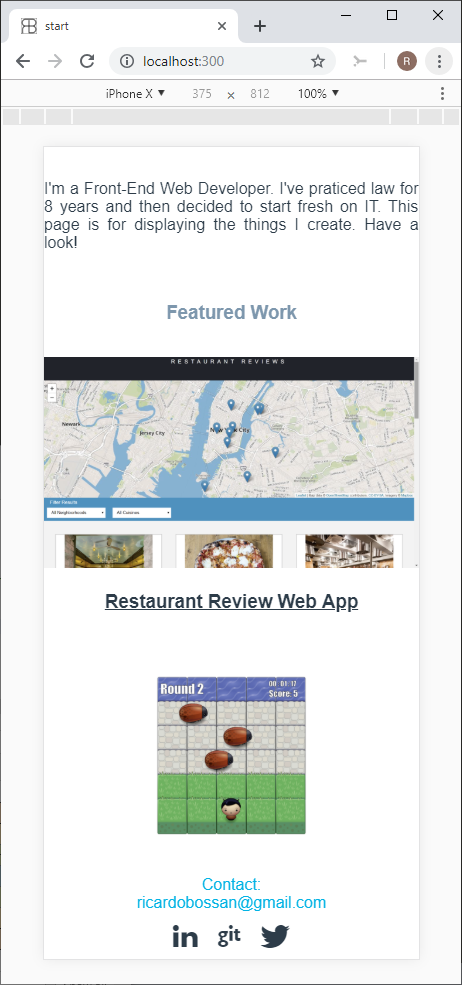 start
localhost:300
R
iPhone X
375
812
100%
I'm a Front-End Web Developer. I've praticed law for
8 years and then decided to start fresh on IT. This
page is for displaying the things I create. Have a
look!
Featured Work
RESTAURANT REVIEWS
+
−
Newark
Jersey City
New York City
Filter Results
All Neighborhoods
All Cuisines
Restaurant Review Web App
Round 2
Score: 5
Contact:
ricardobossan@gmail.com
in git